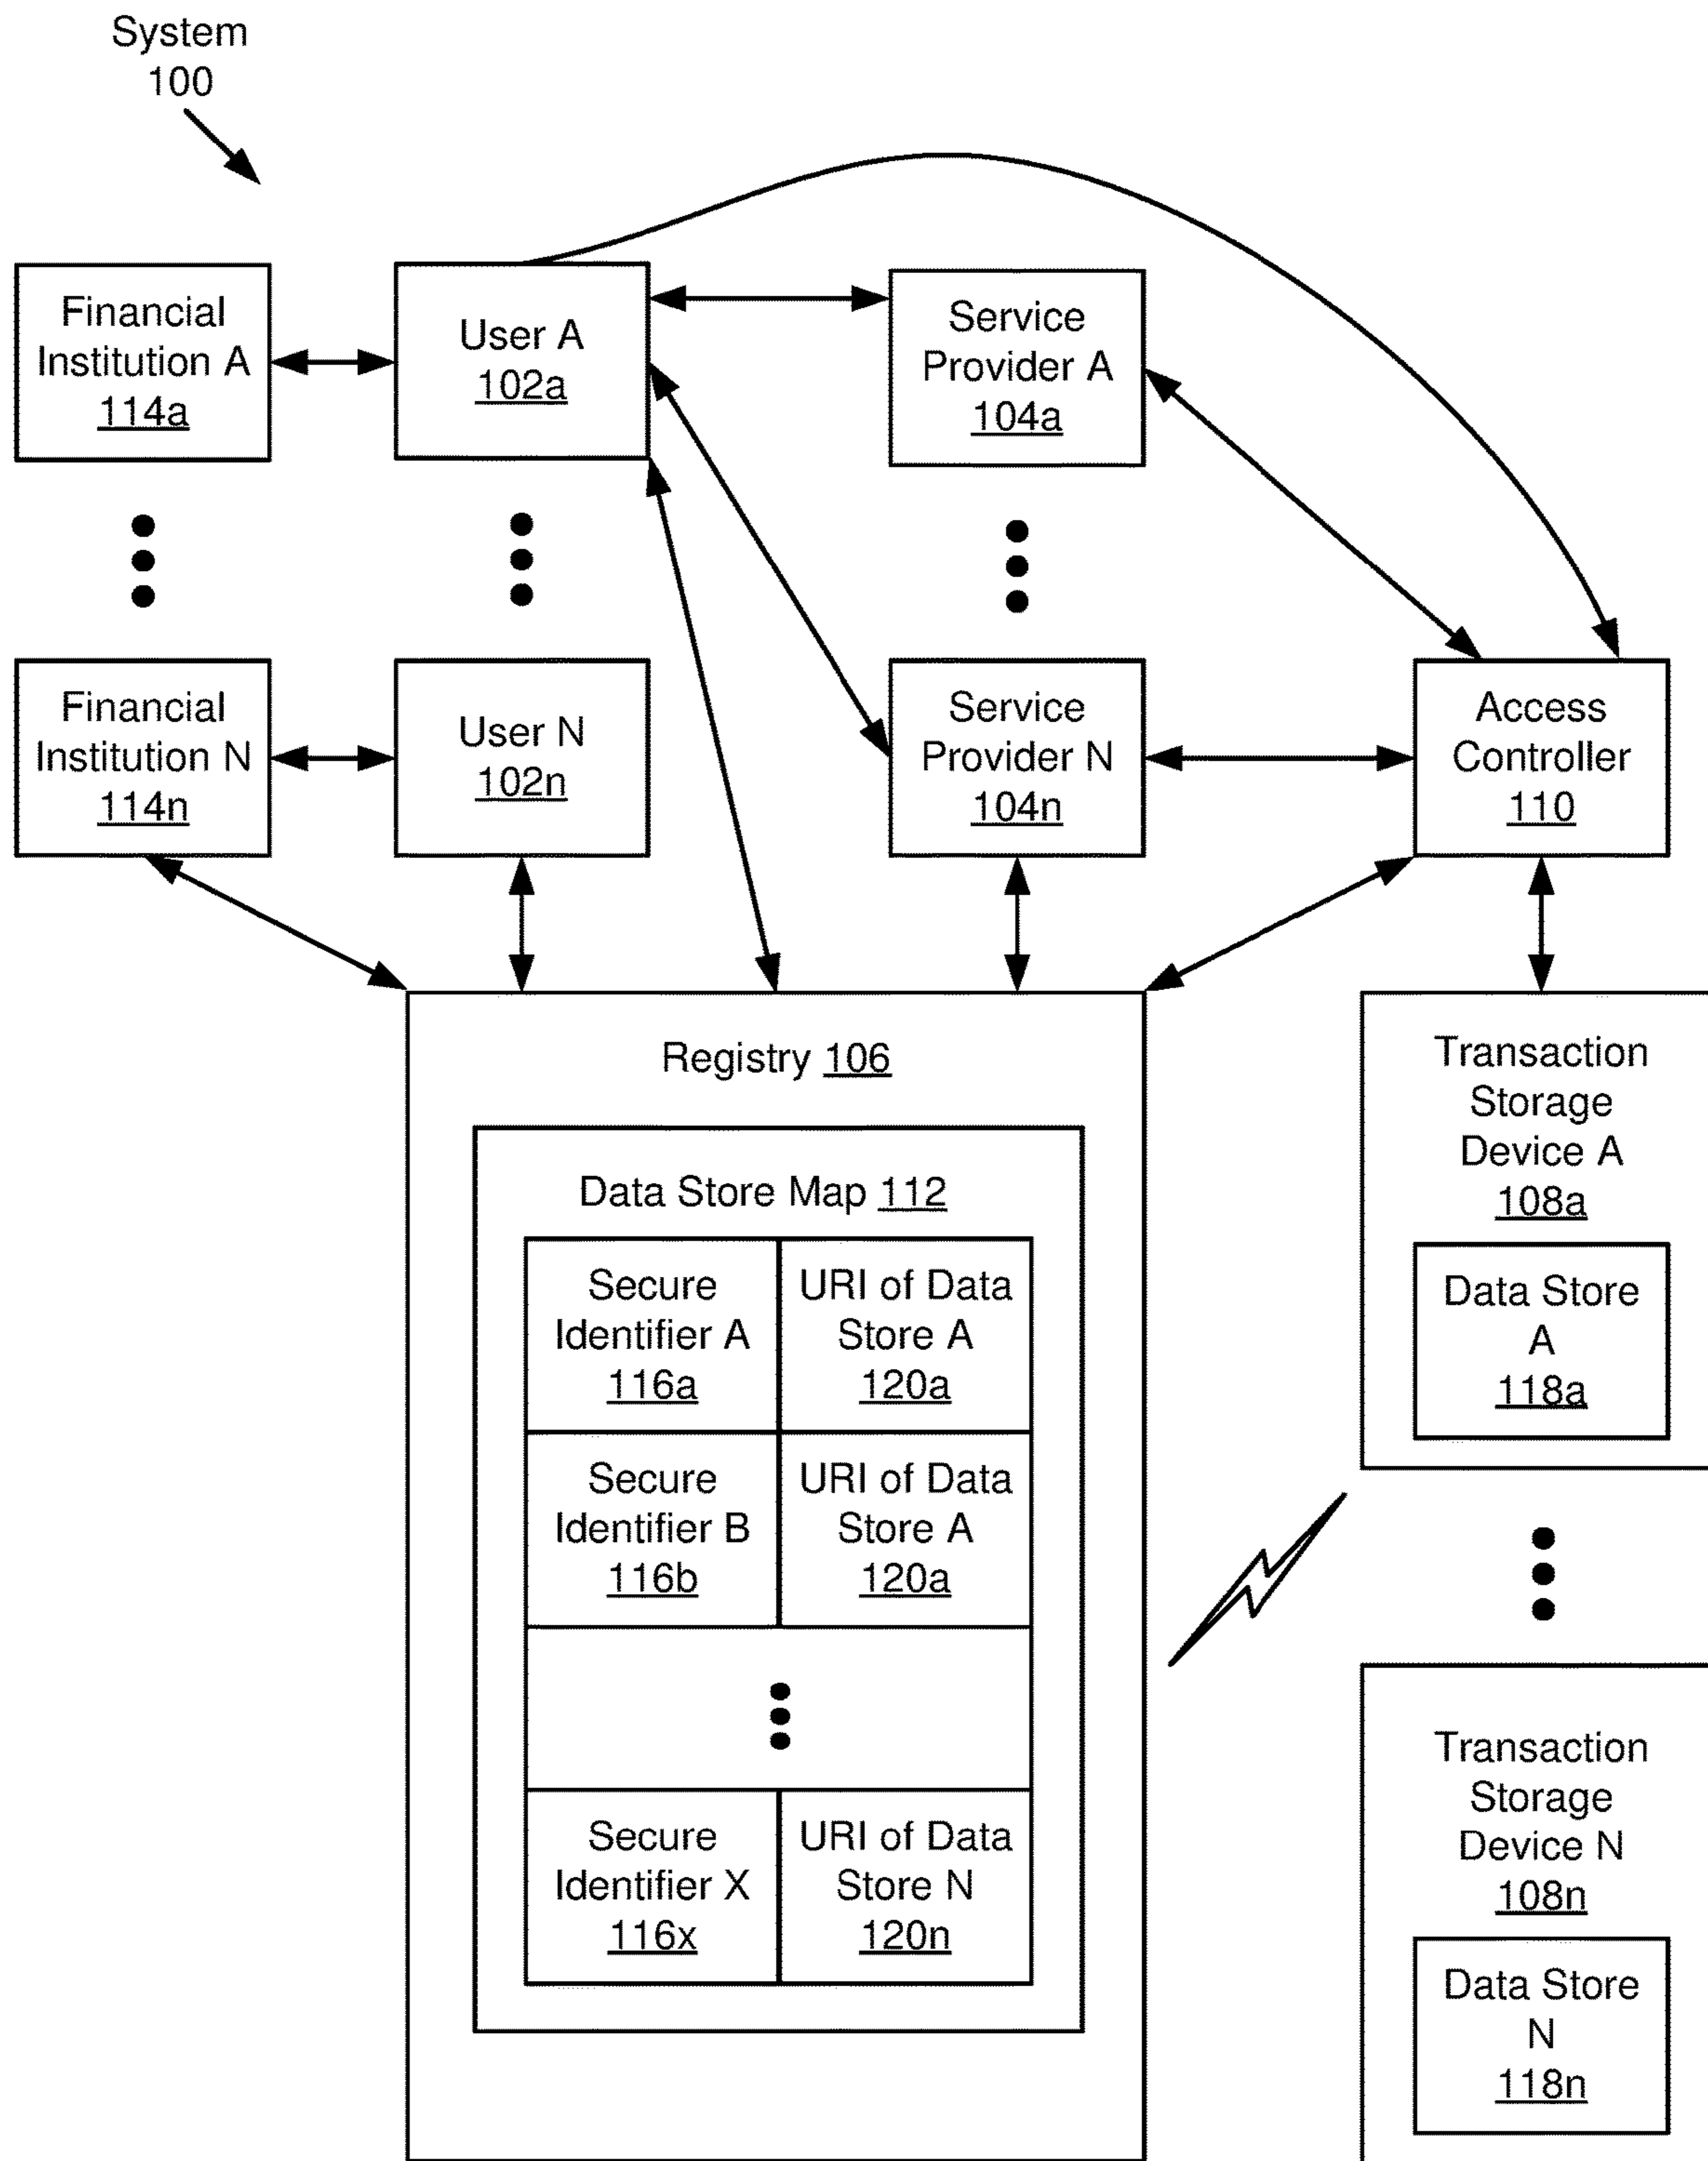 System
100
Financial
Institution A
114a
User A
102a
Service
Provider A
104a
Financial
Institution N
114n
User N
102n
Service
Provider N
104n
Access
Controller
110
Registry 106
Data Store Map 112
Secure
Identifier A
116a
URI of Data
Store A
120a
Secure
Identifier B
116b
URI of Data
Store A
120a
Secure
Identifier X
116x
URI of Data
Store N
120n
Transaction
Storage
Device A
108a
Data Store
A
118a
Transaction
Storage
Device N
108n
Data Store
N
118n